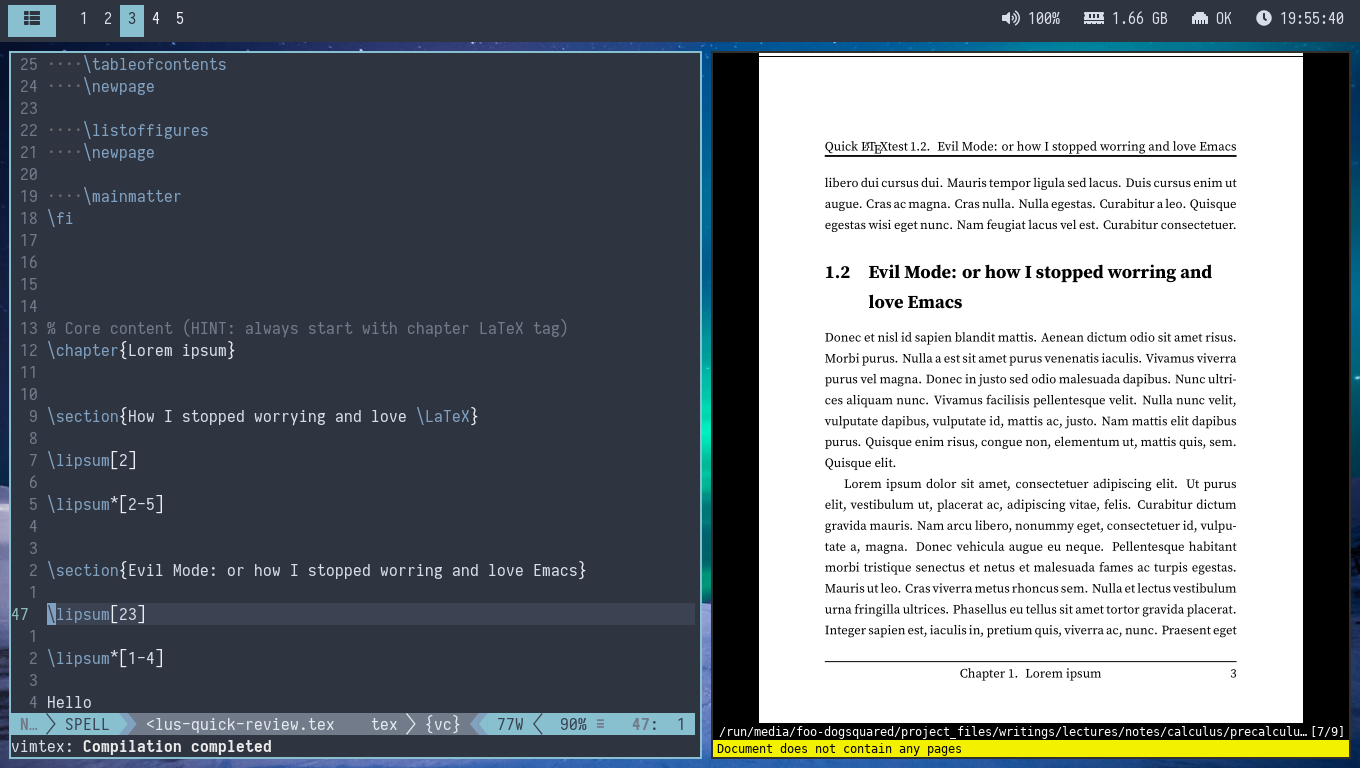 1 2 3 4 5 100% 1.66 GB OK 19:55:40
25 ····\tableofcontents
24 ····\newpage
23
22 ····\listoffigures
21 ····\newpage
20
19 ····\mainmatter
18 \fi
17
16
15
14
13 % Core content (HINT: always start with chapter LaTeX tag)
12 \chapter{Lorem ipsum}
11
10
9 \section{How I stopped worrying and love \LaTeX}
8
7 \lipsum[2]
6
5 \lipsum*[2-5]
4
3
2 \section{Evil Mode: or how I stopped worring and love Emacs}
1
47 \lipsum[23]
1
2 \lipsum*[1-4]
3
4 Hello
N… SPELL <lus-quick-review.tex tex {vc} 77W 90% ≡ 47: 1
vimtex: Compilation completed
Quick LATEXtest 1.2. Evil Mode: or how I stopped worring and love Emacs
libero dui cursus dui. Mauris tempor ligula sed lacus. Duis cursus enim ut
augue. Cras ac magna. Cras nulla. Nulla egestas. Curabitur a leo. Quisque
egestas wisi eget nunc. Nam feugiat lacus vel est. Curabitur consectetuer.
1.2 Evil Mode: or how I stopped worring and
love Emacs
Donec et nisl id sapien blandit mattis. Aenean dictum odio sit amet risus.
Morbi purus. Nulla a est sit amet purus venenatis iaculis. Vivamus viverra
purus vel magna. Donec in justo sed odio malesuada dapibus. Nunc ultri-
ces aliquam nunc. Vivamus facilisis pellentesque velit. Nulla nunc velit,
vulputate dapibus, vulputate id, mattis ac, justo. Nam mattis elit dapibus
purus. Quisque enim risus, congue non, elementum ut, mattis quis, sem.
Quisque elit.
Lorem ipsum dolor sit amet, consectetuer adipiscing elit. Ut purus
elit, vestibulum ut, placerat ac, adipiscing vitae, felis. Curabitur dictum
gravida mauris. Nam arcu libero, nonummy eget, consectetuer id, vulpu-
tate a, magna. Donec vehicula augue eu neque. Pellentesque habitant
morbi tristique senectus et netus et malesuada fames ac turpis egestas.
Mauris ut leo. Cras viverra metus rhoncus sem. Nulla et lectus vestibulum
urna fringilla ultrices. Phasellus eu tellus sit amet tortor gravida placerat.
Integer sapien est, iaculis in, pretium quis, viverra ac, nunc. Praesent eget
Chapter 1. Lorem ipsum 3
/run/media/foo-dogsquared/project_files/writings/lectures/notes/calculus/precalculu… [7/9]
Document does not contain any pages